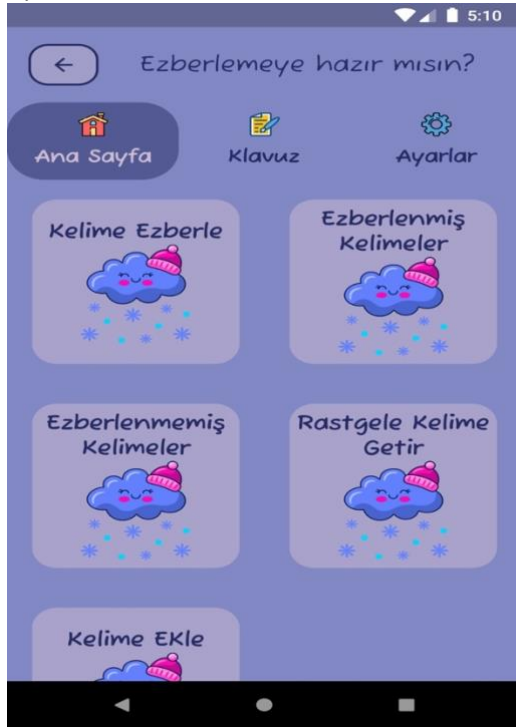 5:10
Ezberlemeye hazır mısın?
Ana Sayfa
Klavuz
Ayarlar
Kelime Ezberle
Ezberlenmiş
Kelimeler
Ezberlenmemiş
Kelimeler
Rastgele Kelime
Getir
Kelime EKle